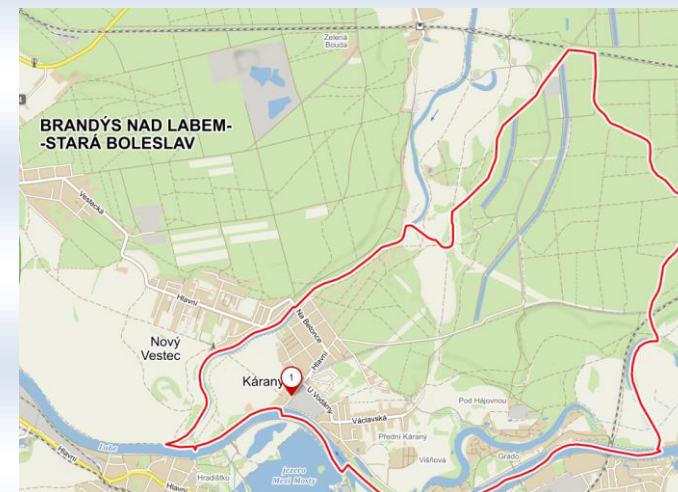 Zelená
Bouda
BRANDÝS NAD LABEM-
-STARÁ BOLESLAV
Vestecká
Hlavní
Na Betonce
Nový
Vestec
Hlavní
Káraný
1
U Vodárny
Václavská
Pod Hájovnou
Přední Káraný
Labe
Hradištko
jezero
Mezi Mosty
Višňová
Grado